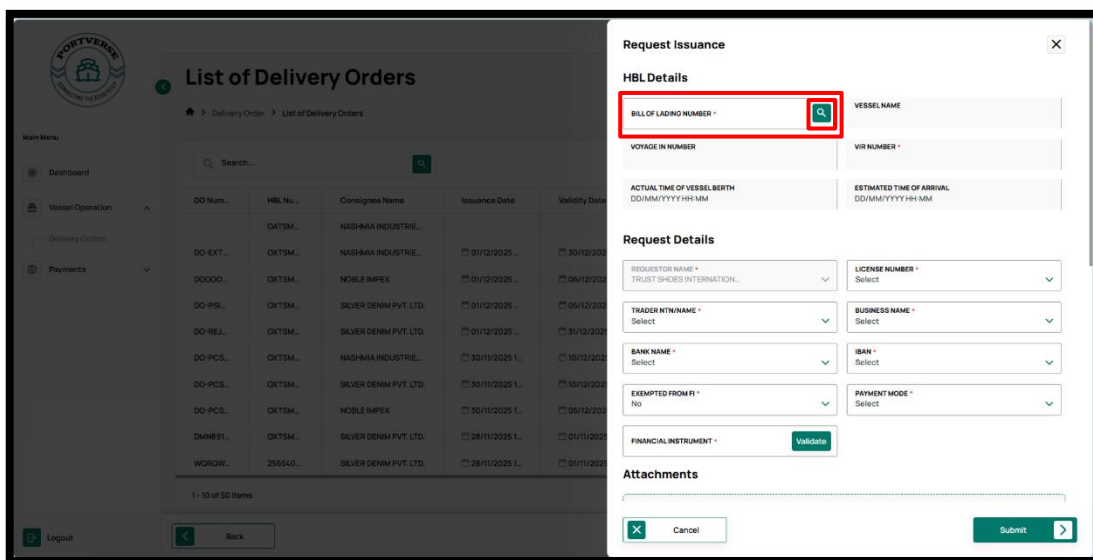 PORTVERSE
CONNECTING THE ECOSYSTEM
Main Menu
Dashboard
Vessel Operation
Delivery Orders
Payments
Logout
List of Delivery Orders
Delivery Order > List of Delivery Orders
Search...
DO Num... HBL Nu... Consignee Name Issuance Date Validity Date
OATSM... NASHMIA INDUSTRIE...
DO-EXT... OXTSM... NASHMIA INDUSTRIE... 01/12/2025 ... 30/12/202
DOOOO... OXTSM... NOBLE IMPEX 01/12/2025 ... 06/12/202
DO-PSI... OXTSM... SILVER DENIM PVT. LTD. 01/12/2025 ... 05/12/202
DO-REJ... OXTSM... SILVER DENIM PVT. LTD. 01/12/2025 ... 31/12/2025
DO-PCS... OXTSM... NASHMIA INDUSTRIE... 30/11/2025 1... 10/12/202
DO-PCS... OXTSM... SILVER DENIM PVT. LTD. 30/11/2025 1... 10/12/202
DO-PCS... OXTSM... NOBLE IMPEX 30/11/2025 1... 05/12/202
DMN891... OXTSM... SILVER DENIM PVT. LTD. 28/11/2025 1... 01/11/2025
WQROW... 256540... SILVER DENIM PVT. LTD. 28/11/2025 1... 01/11/2025
1 - 10 of 50 items
Back
Request Issuance
HBL Details
BILL OF LADING NUMBER * VESSEL NAME
VOYAGE IN NUMBER VIR NUMBER *
ACTUAL TIME OF VESSEL BERTH ESTIMATED TIME OF ARRIVAL
DD/MM/YYYY HH:MM DD/MM/YYYY HH:MM
Request Details
REQUESTOR NAME * LICENSE NUMBER *
TRUST SHOES INTERNATION... Select
TRADER NTN/NAME * BUSINESS NAME *
Select Select
BANK NAME * IBAN *
Select Select
EXEMPTED FROM FI * PAYMENT MODE *
No Select
FINANCIAL INSTRUMENT * Validate
Attachments
Cancel Submit